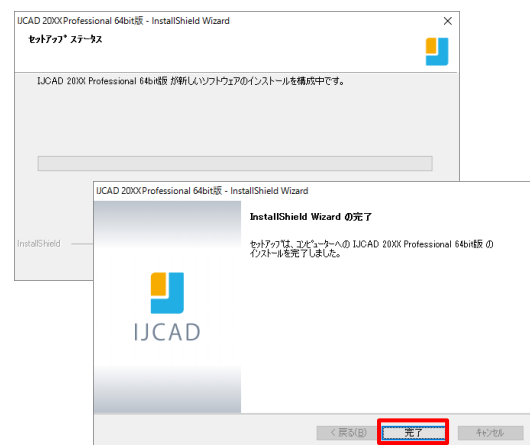 IJCAD 20XX Professional 64bit版 - InstallShield Wizard
セットアップ ステータス
IJCAD 20XX Professional 64bit版 が新しいソフトウェアのインストールを構成中です。
InstallShield
IJCAD 20XX Professional 64bit版 - InstallShield Wizard
InstallShield Wizard の完了
セットアップは、コンピューターへの IJCAD 20XX Professional 64bit版 の
インストールを完了しました。
IJCAD
< 戻る(B)
完了
キャンセル